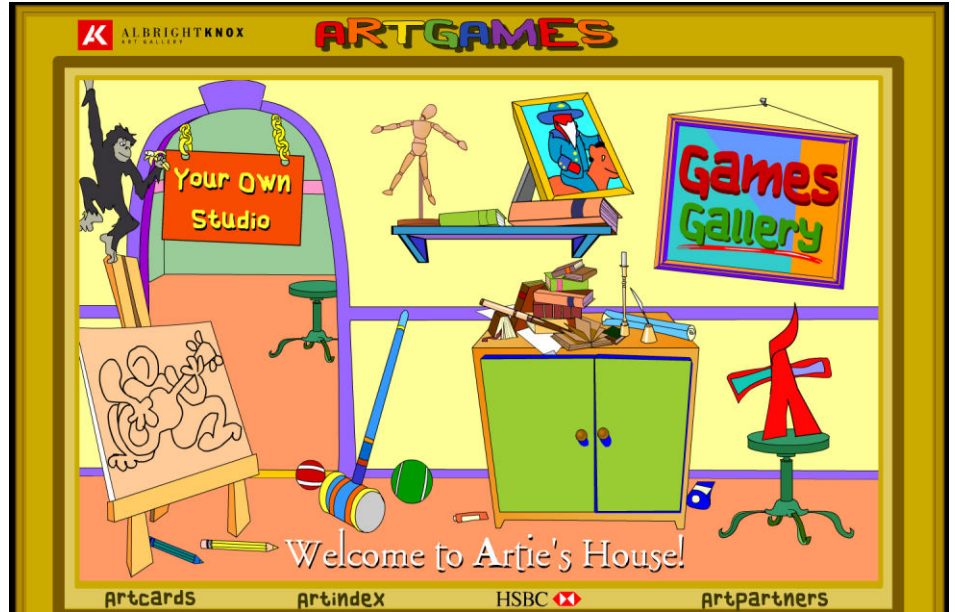 ALBRIGHTKNOX
ART GALLERY
ARTGAMES
Your Own
Studio
Games
Gallery
Welcome to Artie's House!
Artcards
Artindex
HSBC
Artpartners